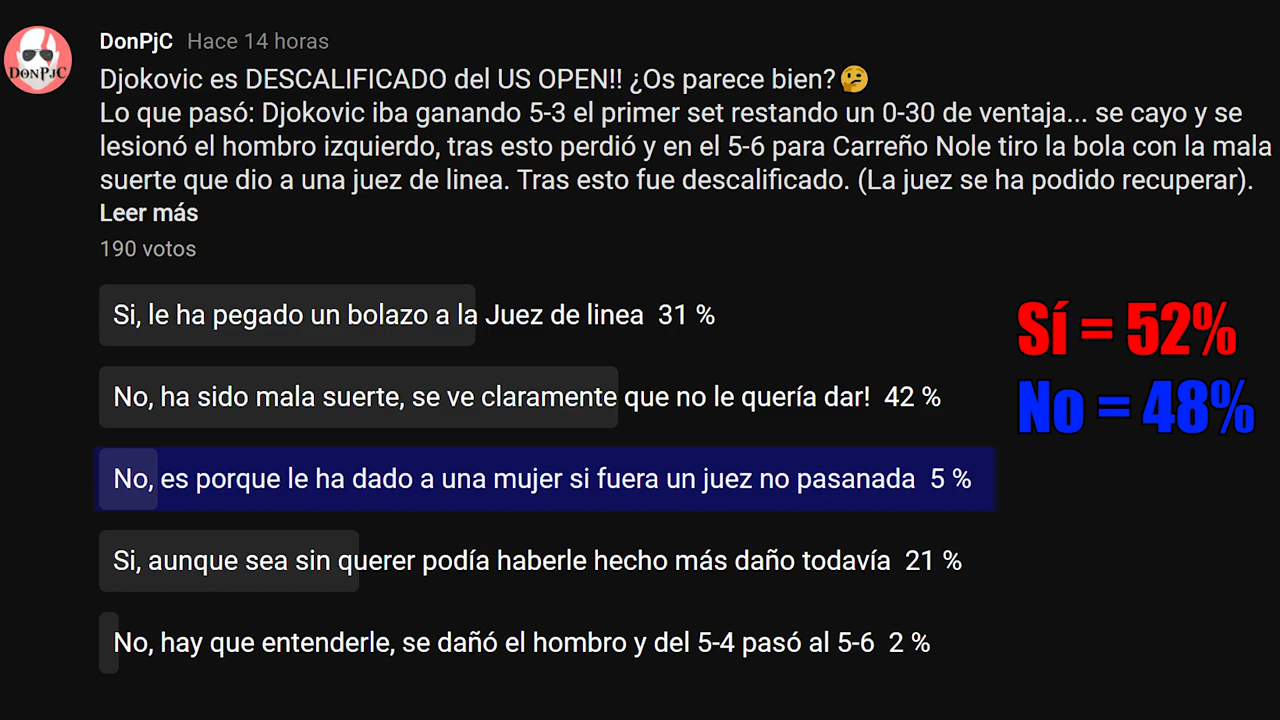 DONPJC
DonPjC Hace 14 horas
Djokovic es DESCALIFICADO del US OPEN!! ¿Os parece bien?🤔
Lo que pasó: Djokovic iba ganando 5-3 el primer set restando un 0-30 de ventaja... se cayo y se
lesionó el hombro izquierdo, tras esto perdió y en el 5-6 para Carreño Nole tiro la bola con la mala
suerte que dio a una juez de linea. Tras esto fue descalificado. (La juez se ha podido recuperar).
Leer más
190 votos
Si, le ha pegado un bolazo a la Juez de linea 31 %
No, ha sido mala suerte, se ve claramente que no le quería dar! 42 %
No, es porque le ha dado a una mujer si fuera un juez no pasanada 5 %
Si, aunque sea sin querer podía haberle hecho más daño todavía 21 %
No, hay que entenderle, se dañó el hombro y del 5-4 pasó al 5-6 2 %
Sí = 52%
No = 48%